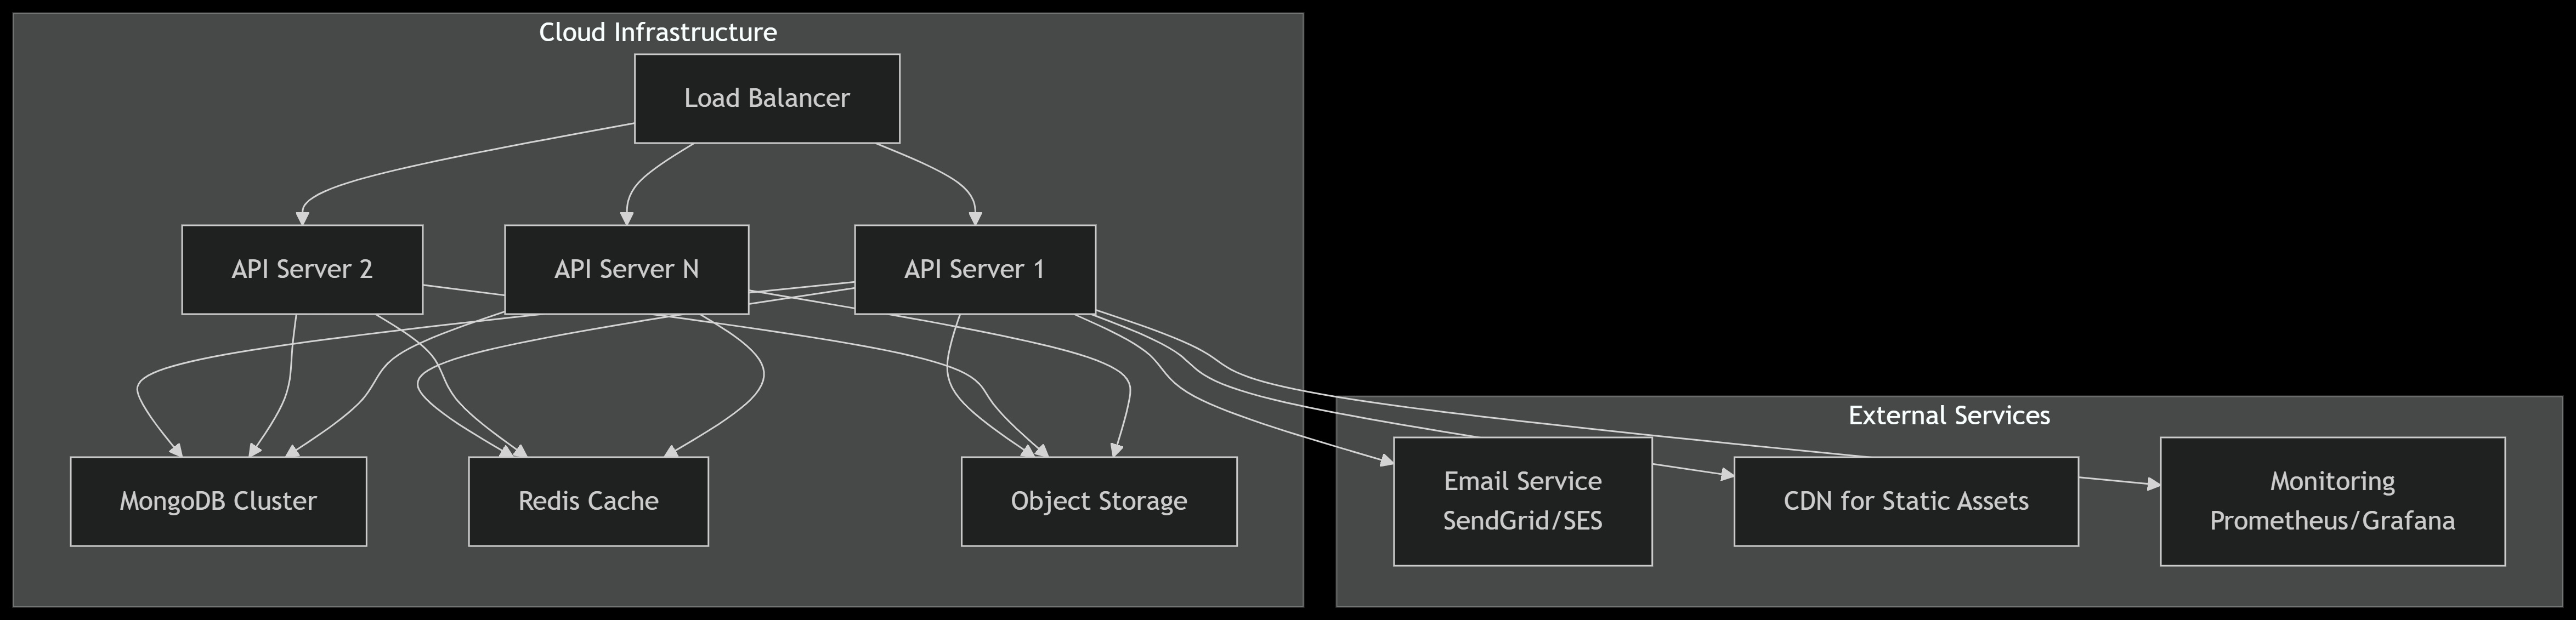 Cloud Infrastructure
Load Balancer
API Server 2
API Server N
API Server 1
External Services
MongoDB Cluster
Redis Cache
Object Storage
Email Service
SendGrid/SES
CDN for Static Assets
Monitoring
Prometheus/Grafana